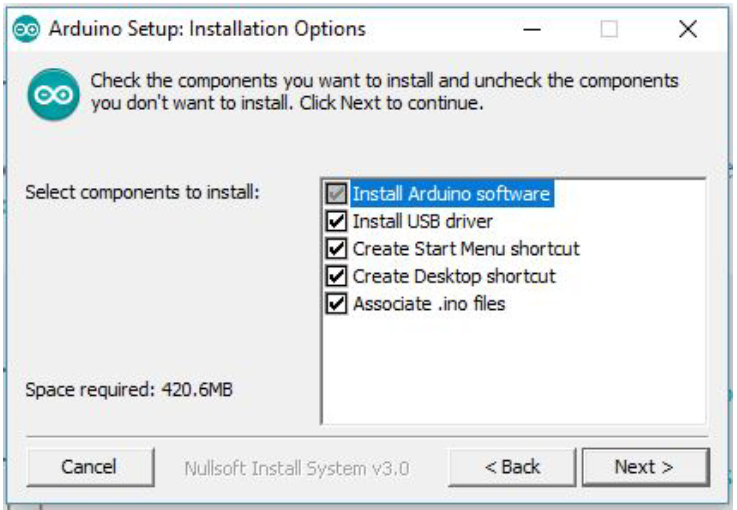 Arduino Setup: Installation Options
Check the components you want to install and uncheck the components
you don't want to install. Click Next to continue.
Select components to install:
Install Arduino software
Install USB driver
Create Start Menu shortcut
Create Desktop shortcut
Associate .ino files
Space required: 420.6MB
Cancel
Nullsoft Install System v3.0
< Back
Next >